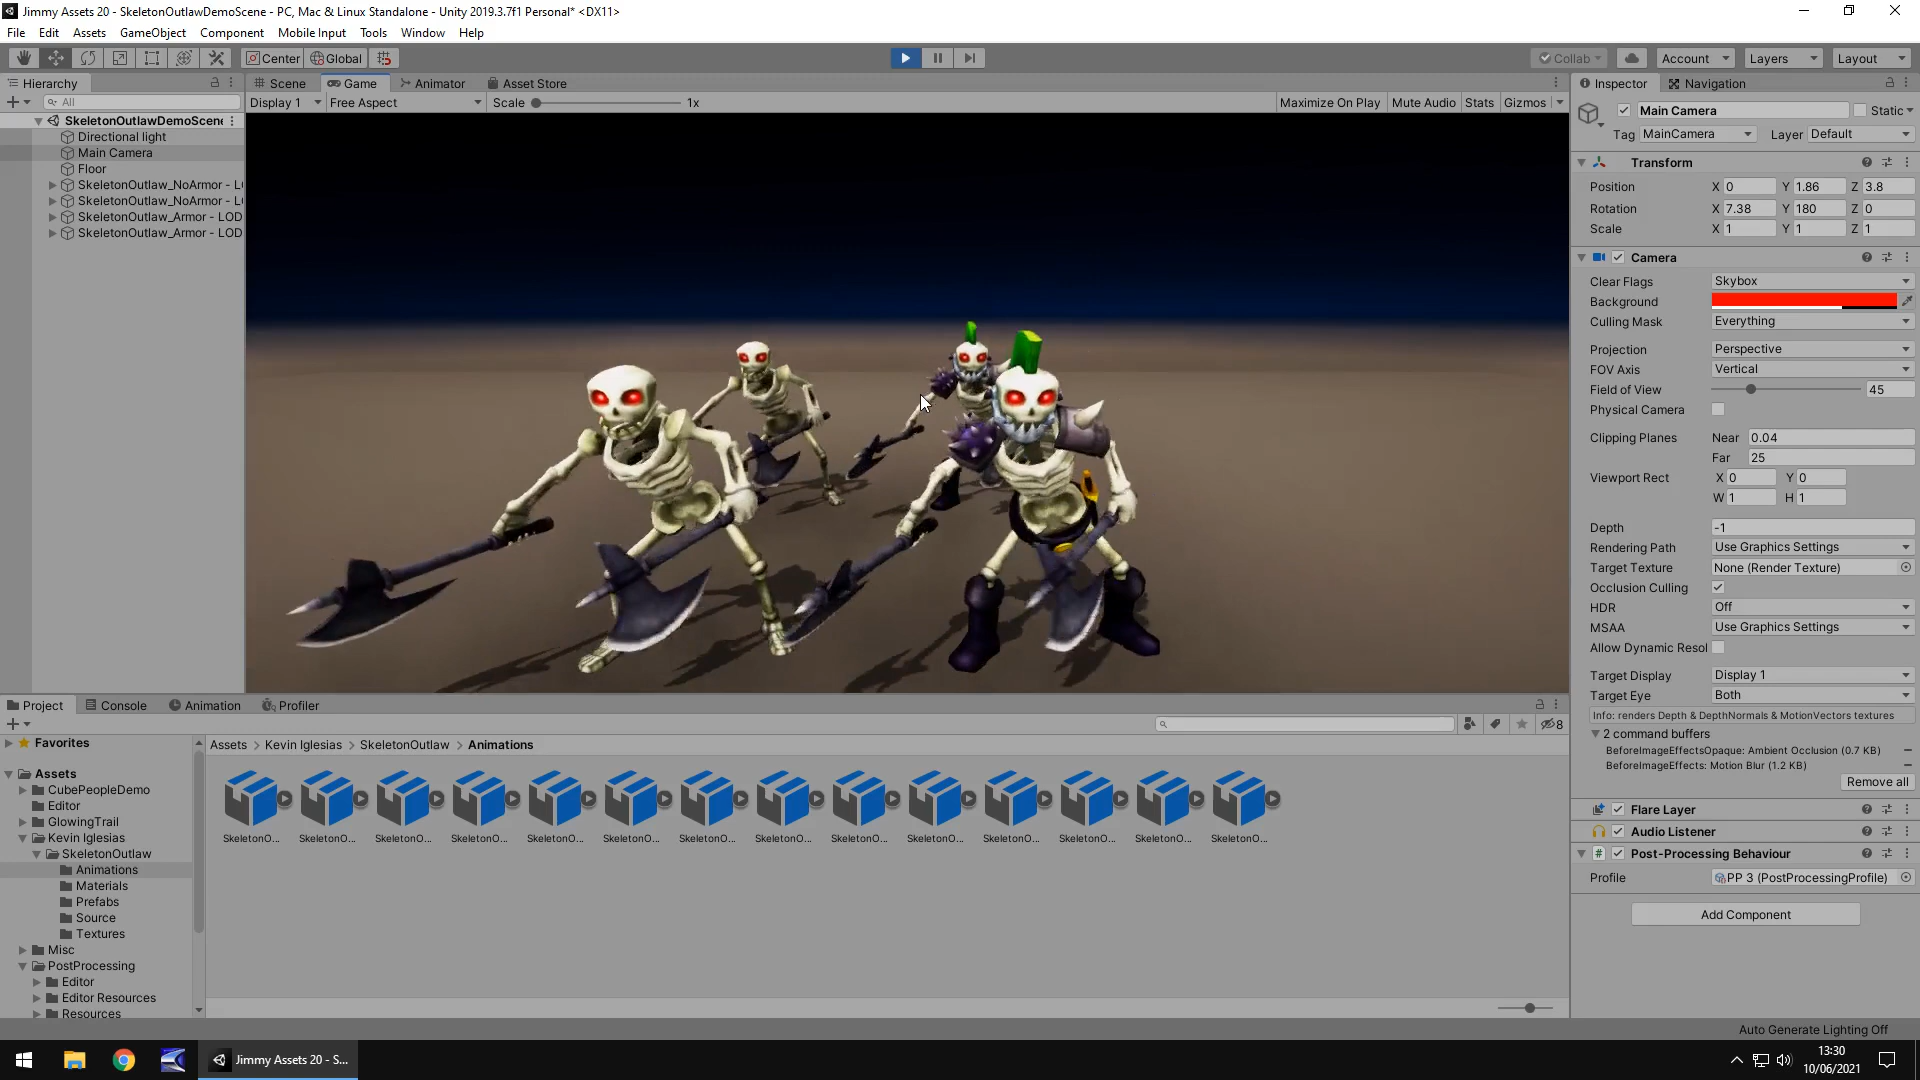 Jimmy Assets 20 - SkeletonOutlawDemoScene - PC, Mac & Linux Standalone - Unity 2019.3.7f1 Personal* <DX11>
File Edit Assets GameObject Component Mobile Input Tools Window Help
Center Global Collab Account Layers Layout
Hierarchy Scene Game Animator Asset Store Inspector Navigation
All Display 1 Free Aspect Scale 1x Maximize On Play Mute Audio Stats Gizmos
SkeletonOutlawDemoScene
Directional light
Main Camera
Floor
SkeletonOutlaw_NoArmor - L
SkeletonOutlaw_NoArmor - L
SkeletonOutlaw_Armor - LOD
SkeletonOutlaw_Armor - LOD
Main Camera Static
Tag MainCamera Layer Default
Transform
Position X 0 Y 1.86 Z 3.8
Rotation X 7.38 Y 180 Z 0
Scale X 1 Y 1 Z 1
Camera
Clear Flags Skybox
Background
Culling Mask Everything
Projection Perspective
FOV Axis Vertical
Field of View 45
Physical Camera
Clipping Planes Near 0.04
Far 25
Viewport Rect X 0 Y 0
W 1 H 1
Depth -1
Rendering Path Use Graphics Settings
Target Texture None (Render Texture)
Occlusion Culling
HDR Off
MSAA Use Graphics Settings
Allow Dynamic Resol
Target Display Display 1
Target Eye Both
Info: renders Depth & DepthNormals & MotionVectors textures
2 command buffers
BeforeImageEffectsOpaque: Ambient Occlusion (0.7 KB)
BeforeImageEffects: Motion Blur (1.2 KB)
Remove all
Flare Layer
Audio Listener
Post-Processing Behaviour
Profile PP 3 (PostProcessingProfile)
Add Component
Project Console Animation Profiler
8
Favorites
Assets
CubePeopleDemo
Editor
GlowingTrail
Kevin Iglesias
SkeletonOutlaw
Animations
Materials
Prefabs
Source
Textures
Misc
PostProcessing
Editor
Editor Resources
Resources
Assets > Kevin Iglesias > SkeletonOutlaw > Animations
SkeletonO... SkeletonO... SkeletonO... SkeletonO... SkeletonO... SkeletonO... SkeletonO... SkeletonO... SkeletonO... SkeletonO... SkeletonO... SkeletonO... SkeletonO... SkeletonO...
Auto Generate Lighting Off
Jimmy Assets 20 - S...
13:30
10/06/2021